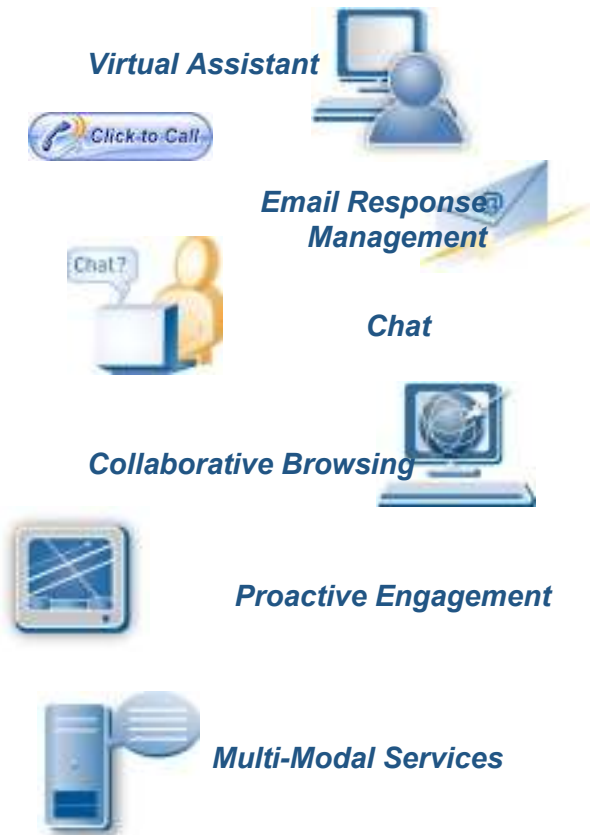 Virtual Assistant
Click to Call
Email Response
Management
Chat?
Chat
Collaborative Browsing
Proactive Engagement
Multi-Modal Services